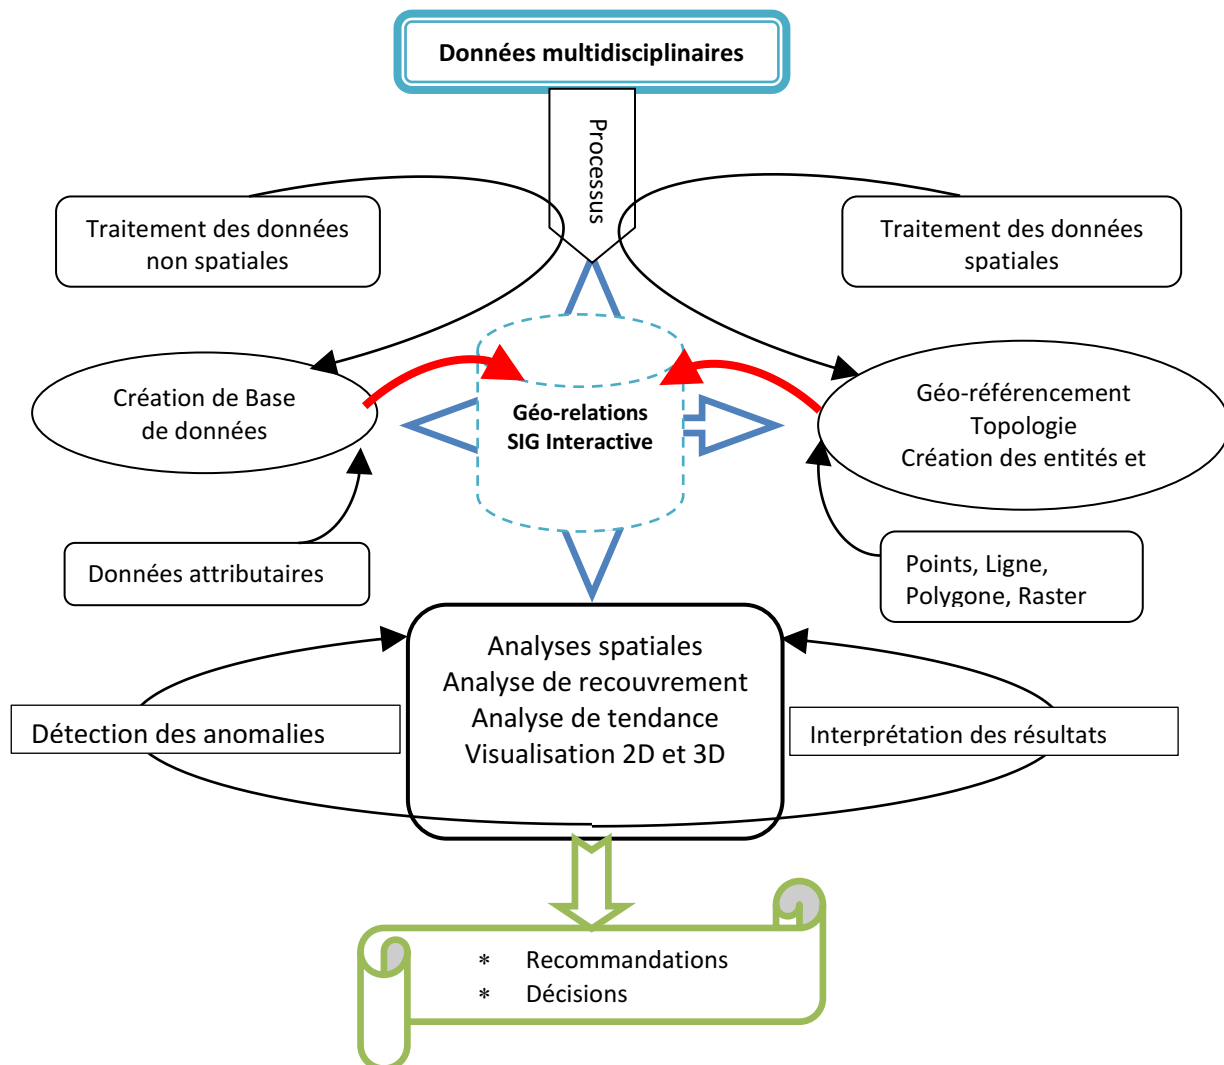 Données multidisciplinaires
Processus
Traitement des données
non spatiales
Traitement des données
spatiales
Création de Base
de données
Géo-relations
SIG Interactive
Géo-référencement
Topologie
Création des entités et
Données attributaires
Points, Ligne,
Polygone, Raster
Analyses spatiales
Analyse de recouvrement
Analyse de tendance
Visualisation 2D et 3D
Détection des anomalies
Interprétation des résultats
* Recommandations
* Décisions